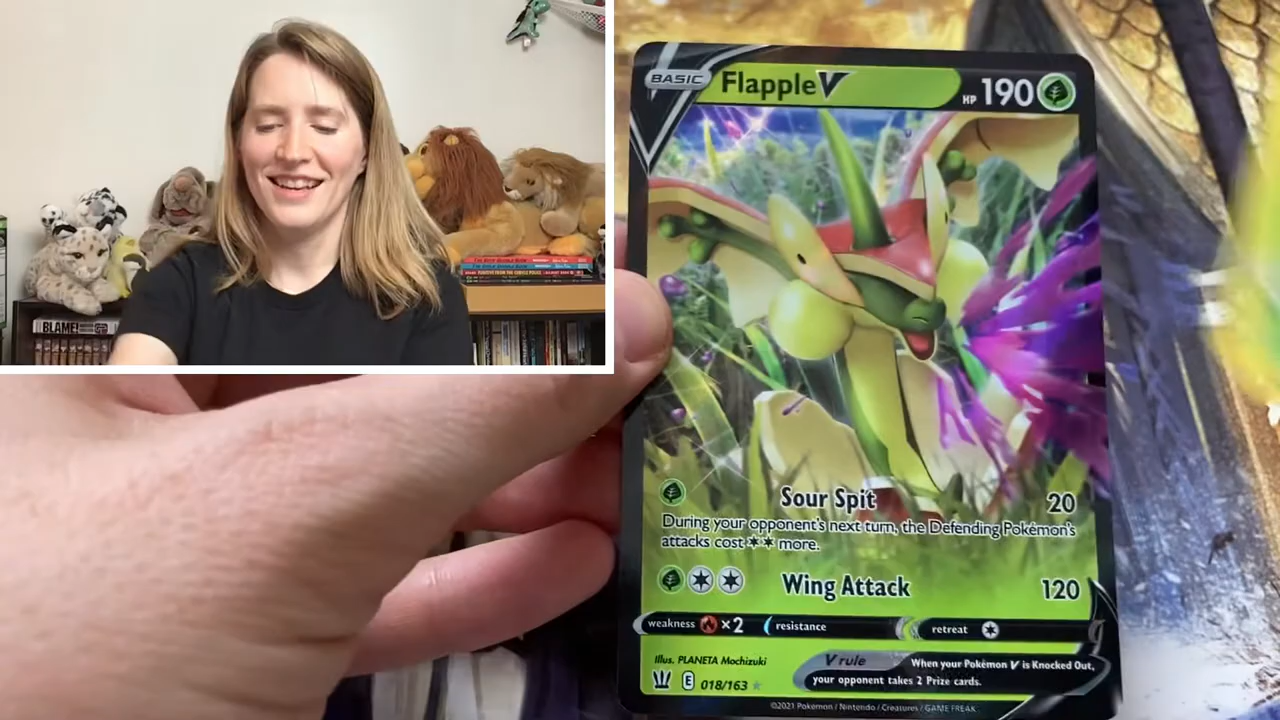 BLAME!
BASIC Flapple V HP 190
Sour Spit 20
During your opponent's next turn, the Defending Pokémon's
attacks cost more.
Wing Attack 120
weakness ×2 resistance retreat
Illus. PLANETA Mochizuki
E 018/163
V rule When your Pokémon V is Knocked Out,
your opponent takes 2 Prize cards.
©2021 Pokémon / Nintendo / Creatures / GAME FREAK